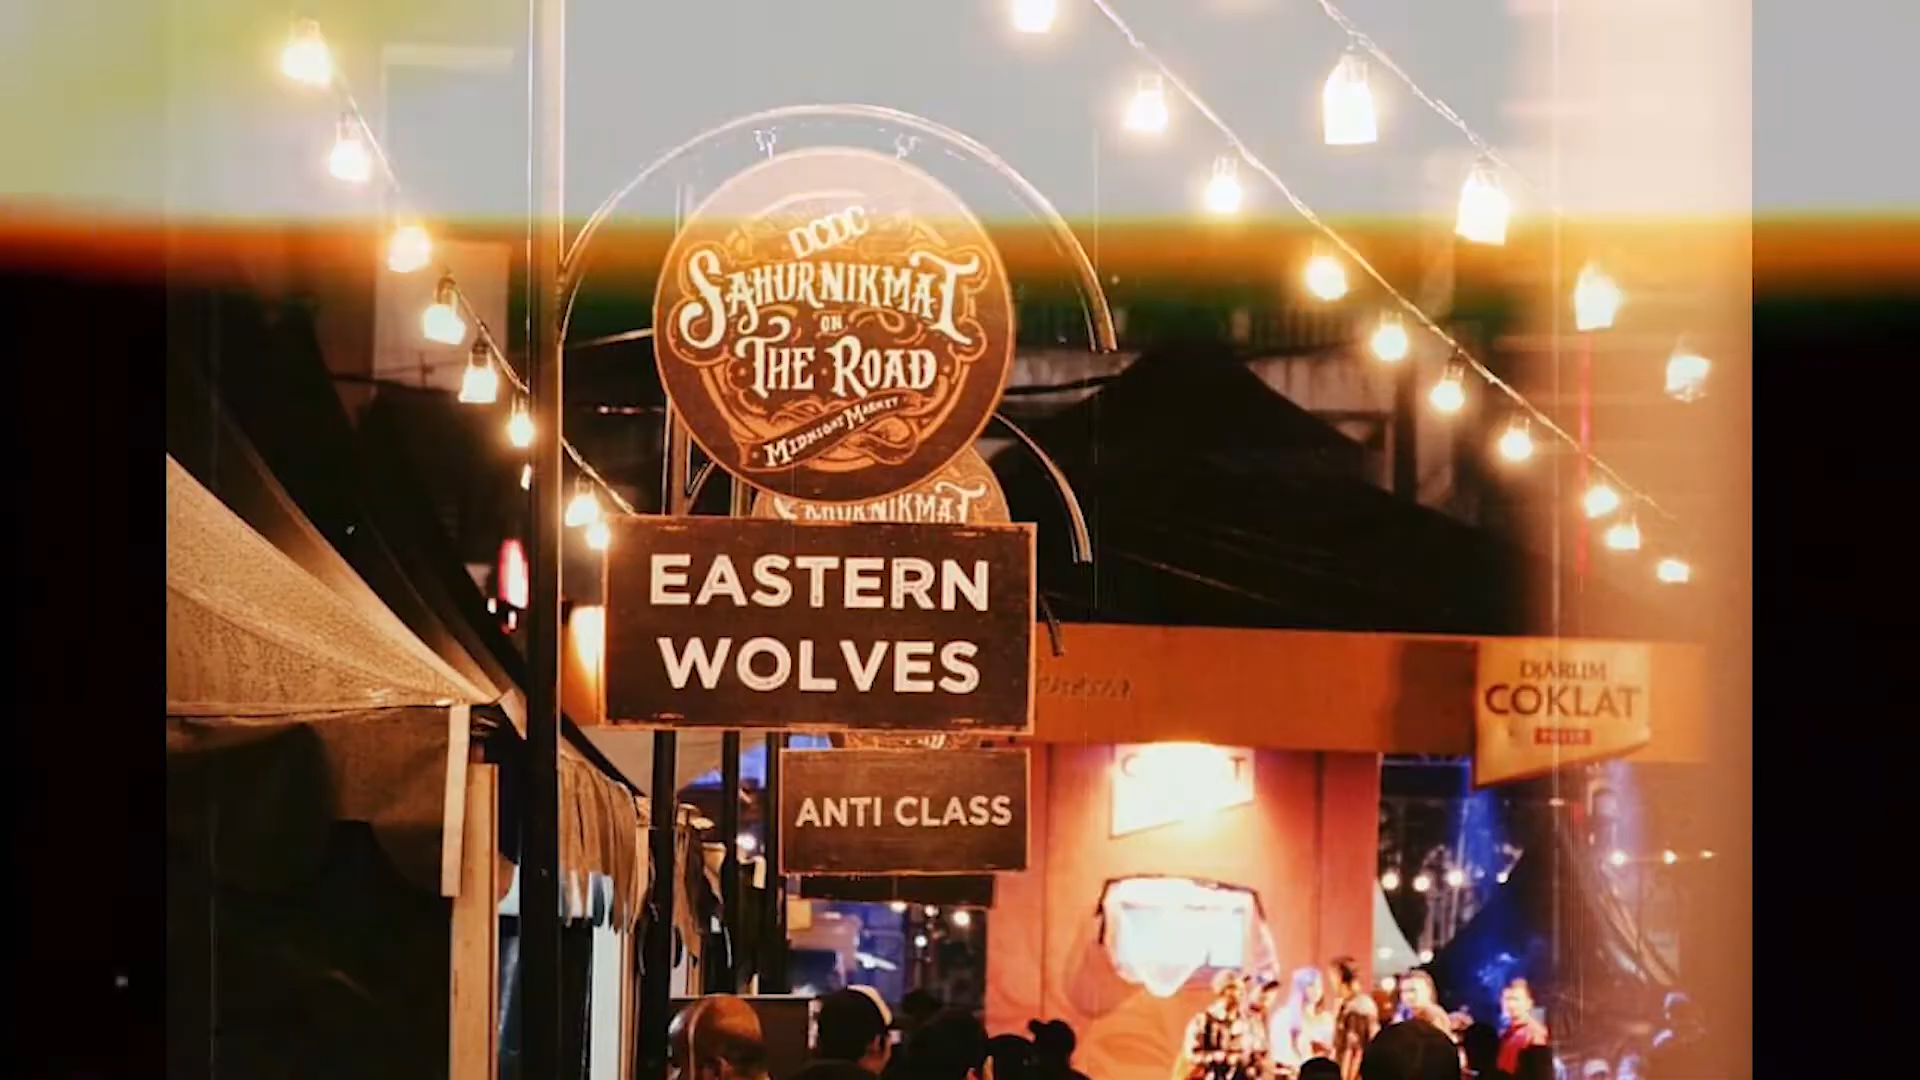 DCDC
SAHURNIKMAT
ON
THE ROAD
MIDNIGHT MARKET
EASTERN
WOLVES
ANTI CLASS
DJARUM
COKLAT